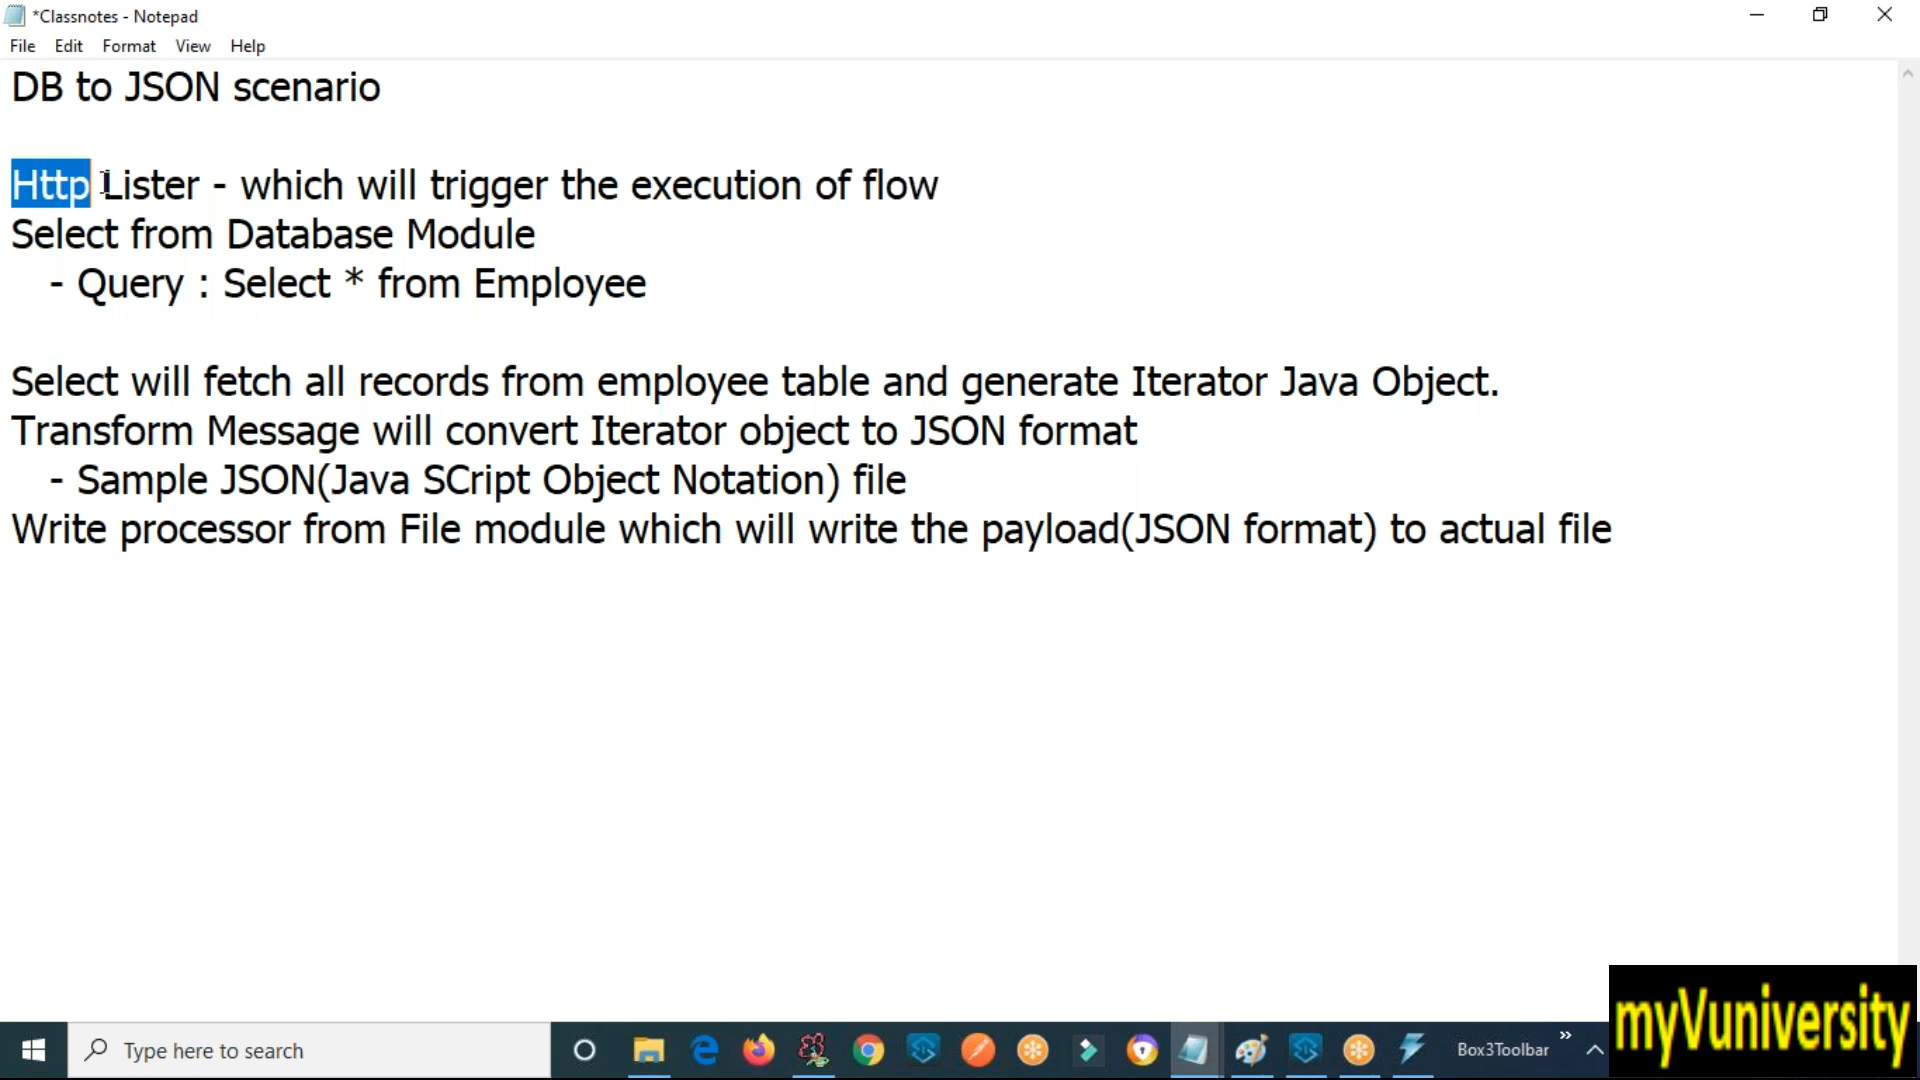 *Classnotes - Notepad
File Edit Format View Help
DB to JSON scenario
Http Lister - which will trigger the execution of flow
Select from Database Module
- Query : Select * from Employee
Select will fetch all records from employee table and generate Iterator Java Object.
Transform Message will convert Iterator object to JSON format
- Sample JSON(Java SCript Object Notation) file
Write processor from File module which will write the payload(JSON format) to actual file
Type here to search
Box3Toolbar
myVuniversity